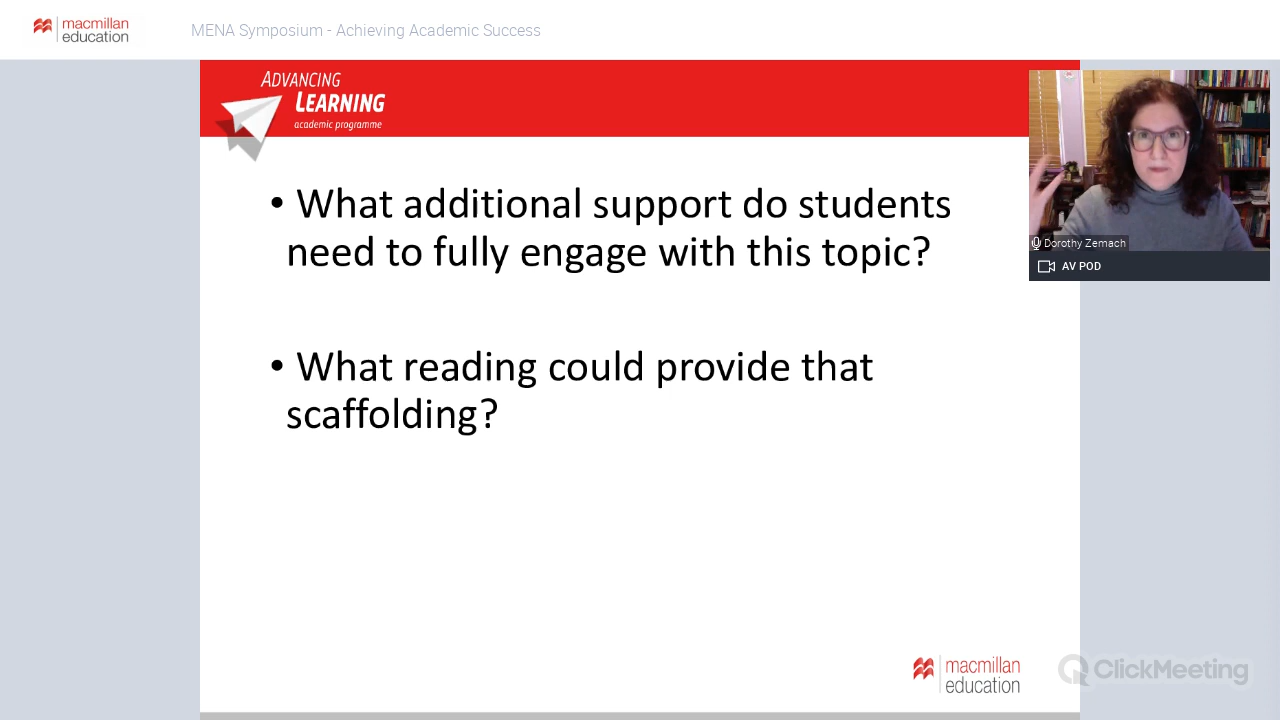 macmillan
education
MENA Symposium - Achieving Academic Success
ADVANCING
LEARNING
academic programme
• What additional support do students
need to fully engage with this topic?
• What reading could provide that
scaffolding?
Dorothy Zemach
AV POD
macmillan
education
ClickMeeting